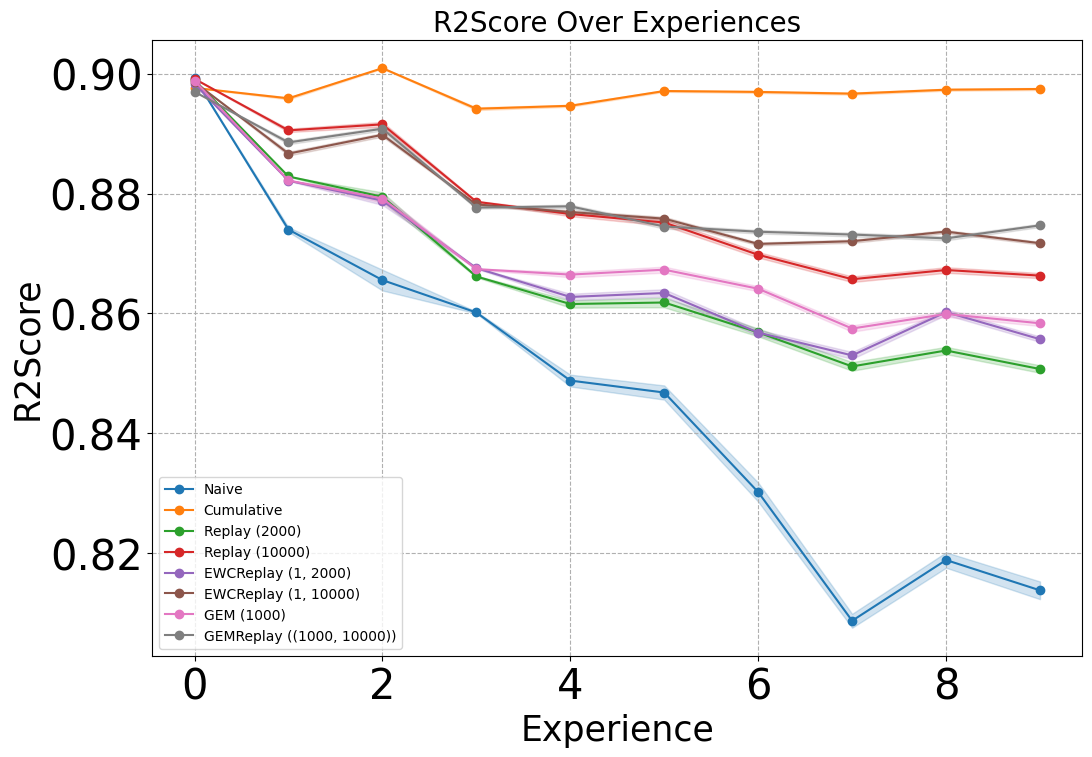 R2Score Over Experiences
R2Score
0.90
0.88
0.86
0.84
0.82
Naive
Cumulative
Replay (2000)
Replay (10000)
EWCReplay (1, 2000)
EWCReplay (1, 10000)
GEM (1000)
GEMReplay ((1000, 10000))
0 2 4 6 8
Experience